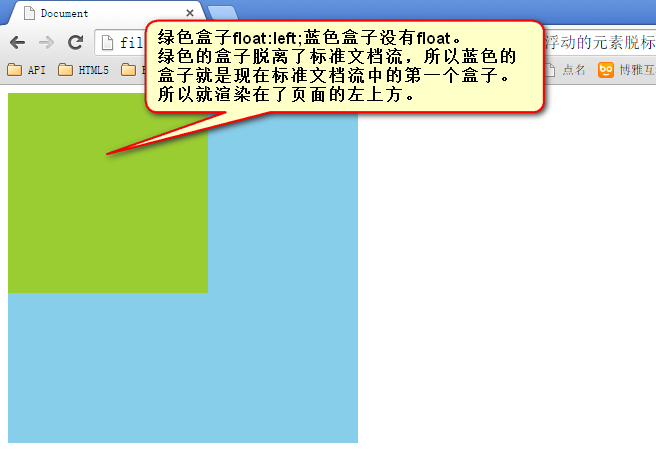 Document
绿色盒子float:left;蓝色盒子没有float。
绿色的盒子脱离了标准文档流，所以蓝色的
盒子就是现在标准文档流中的第一个盒子。
所以就渲染在了页面的左上方。
fil
浮动的元素脱标
API
HTML5
点名
博雅互